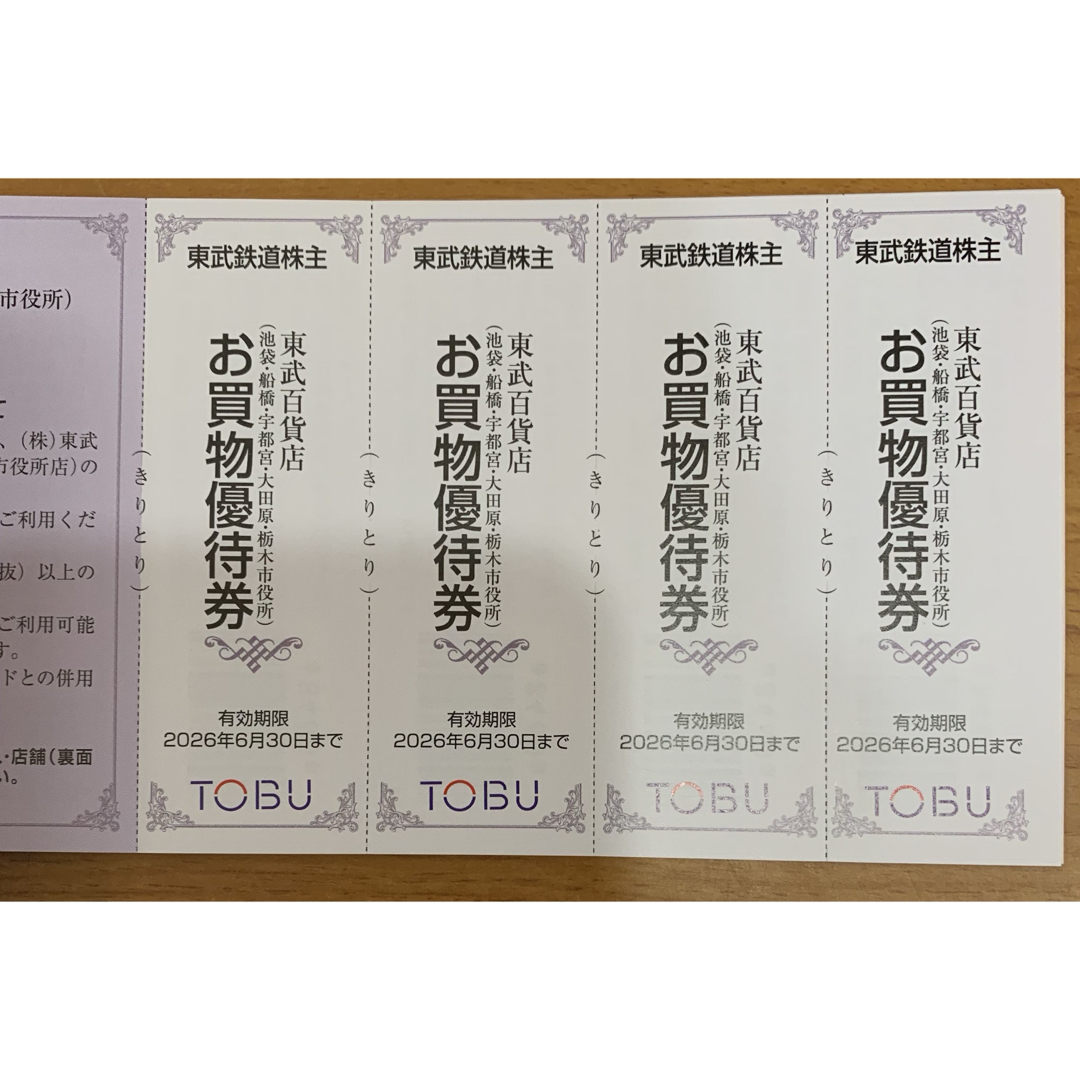 市役所)
、(株)東武
市役所店)の
ご利用くだ
抜)以上の
ご利用可能
す。
ドとの併用
・店舗(裏面
い。
(きりとり)
東武鉄道株主
東武百貨店
(池袋・船橋・宇都宮・大田原・栃木市役所)
お買物優待券
有効期限
2026年6月30日まで
TOBU
(きりとり)
東武鉄道株主
東武百貨店
(池袋・船橋・宇都宮・大田原・栃木市役所)
お買物優待券
有効期限
2026年6月30日まで
TOBU
(きりとり)
東武鉄道株主
東武百貨店
(池袋・船橋・宇都宮・大田原・栃木市役所)
お買物優待券
有効期限
2026年6月30日まで
TOBU
(きりとり)
東武鉄道株主
東武百貨店
(池袋・船橋・宇都宮・大田原・栃木市役所)
お買物優待券
有効期限
2026年6月30日まで
TOBU